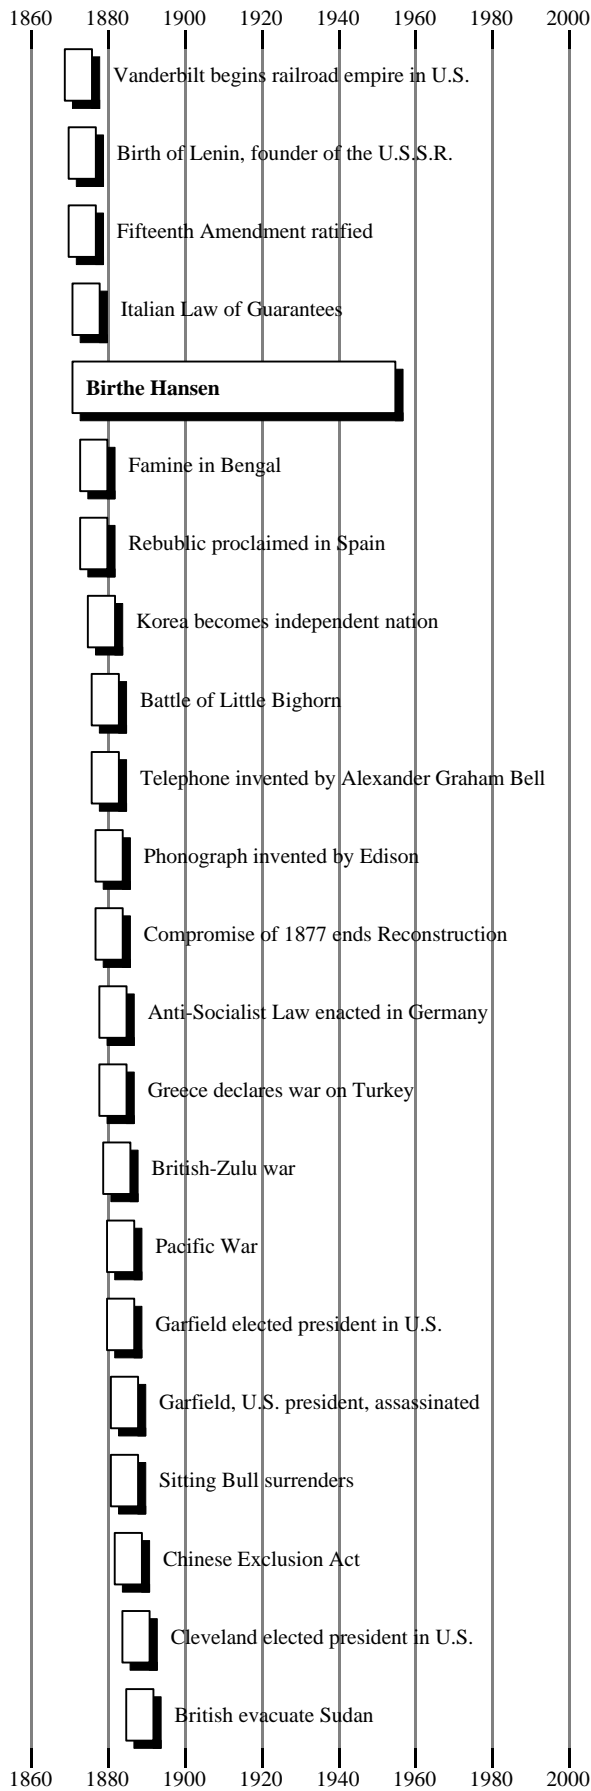 1860 1880 1900 1920 1940 1960 1980 2000
Vanderbilt begins railroad empire in U.S.
Birth of Lenin, founder of the U.S.S.R.
Fifteenth Amendment ratified
Italian Law of Guarantees
Birthe Hansen
Famine in Bengal
Rebublic proclaimed in Spain
Korea becomes independent nation
Battle of Little Bighorn
Telephone invented by Alexander Graham Bell
Phonograph invented by Edison
Compromise of 1877 ends Reconstruction
Anti-Socialist Law enacted in Germany
Greece declares war on Turkey
British-Zulu war
Pacific War
Garfield elected president in U.S.
Garfield, U.S. president, assassinated
Sitting Bull surrenders
Chinese Exclusion Act
Cleveland elected president in U.S.
British evacuate Sudan
1860 1880 1900 1920 1940 1960 1980 2000